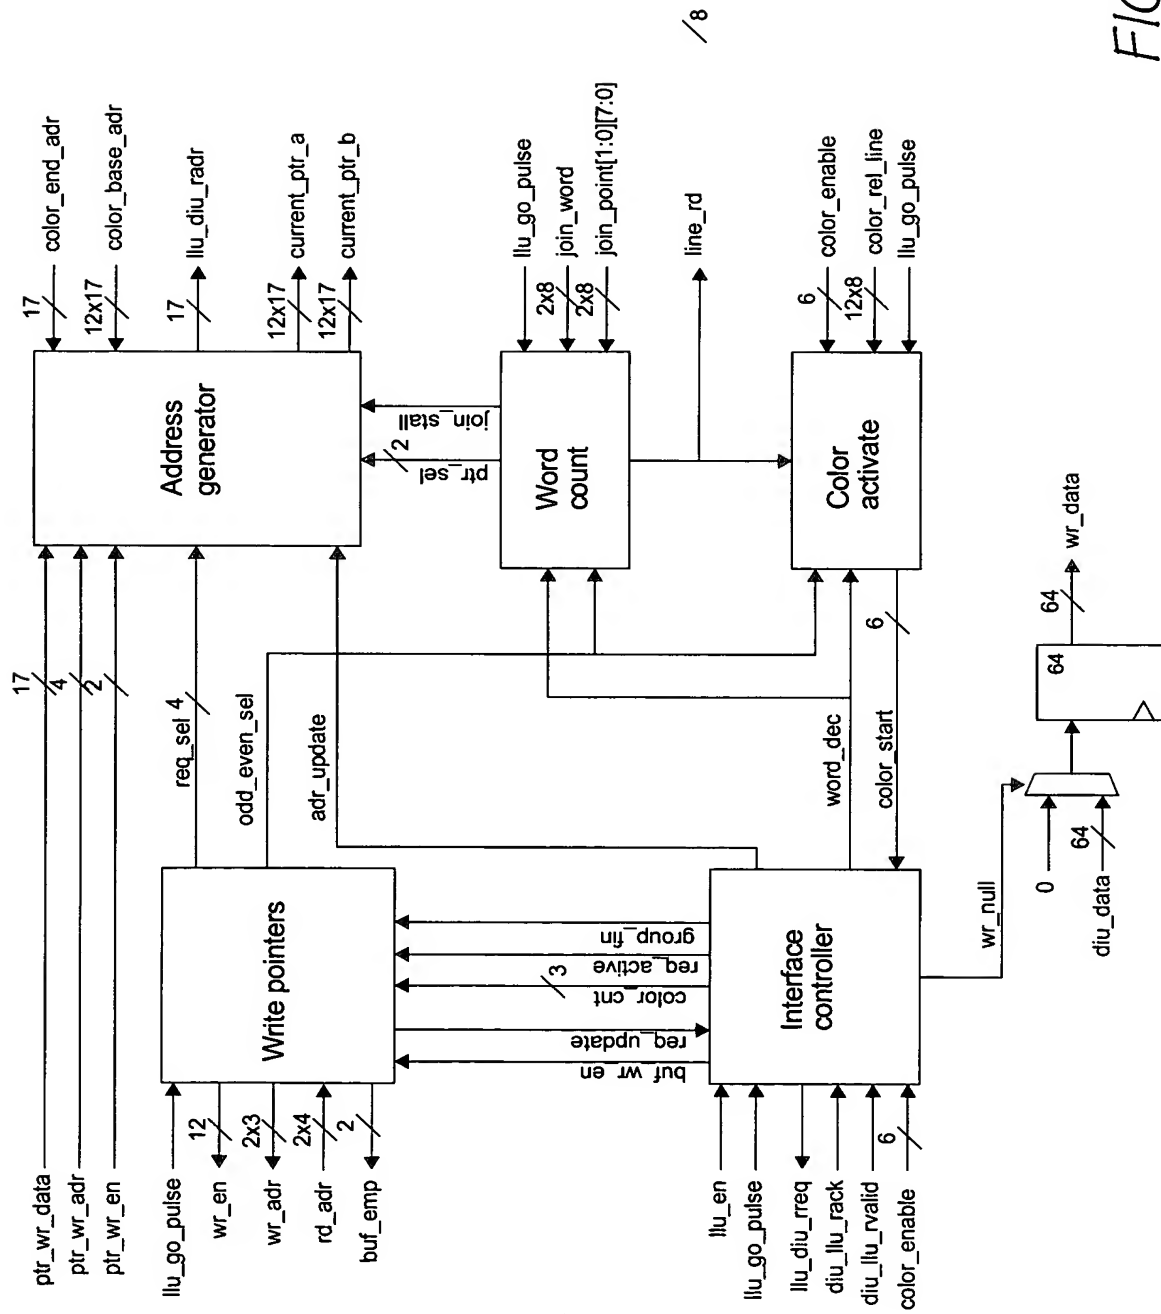 FIG
8
17
color_end_adr
12x17
color_base_adr
17
llu_diu_radr
12x17
current_ptr_a
12x17
current_ptr_b
Address
generator
join_stall
ptr_sel
2
llu_go_pulse
2x8
join_word
2x8
join_point[1:0][7:0]
Word
count
line_rd
6
color_enable
12x8
color_rel_line
llu_go_pulse
Color
activate
17
4
2
req_sel
4
odd_even_sel
adr_update
word_dec
6
color_start
ptr_wr_data
ptr_wr_adr
ptr_wr_en
Write pointers
llu_go_pulse
12
wr_en
2x3
wr_adr
2x4
rd_adr
2
buf_emp
group_fin
req_active
color_cnt
3
req_update
buf_wr_en
Interface
controller
llu_en
llu_go_pulse
llu_diu_rreq
diu_llu_rack
diu_llu_rvalid
6
color_enable
wr_null
0
64
diu_data
64
64
wr_data